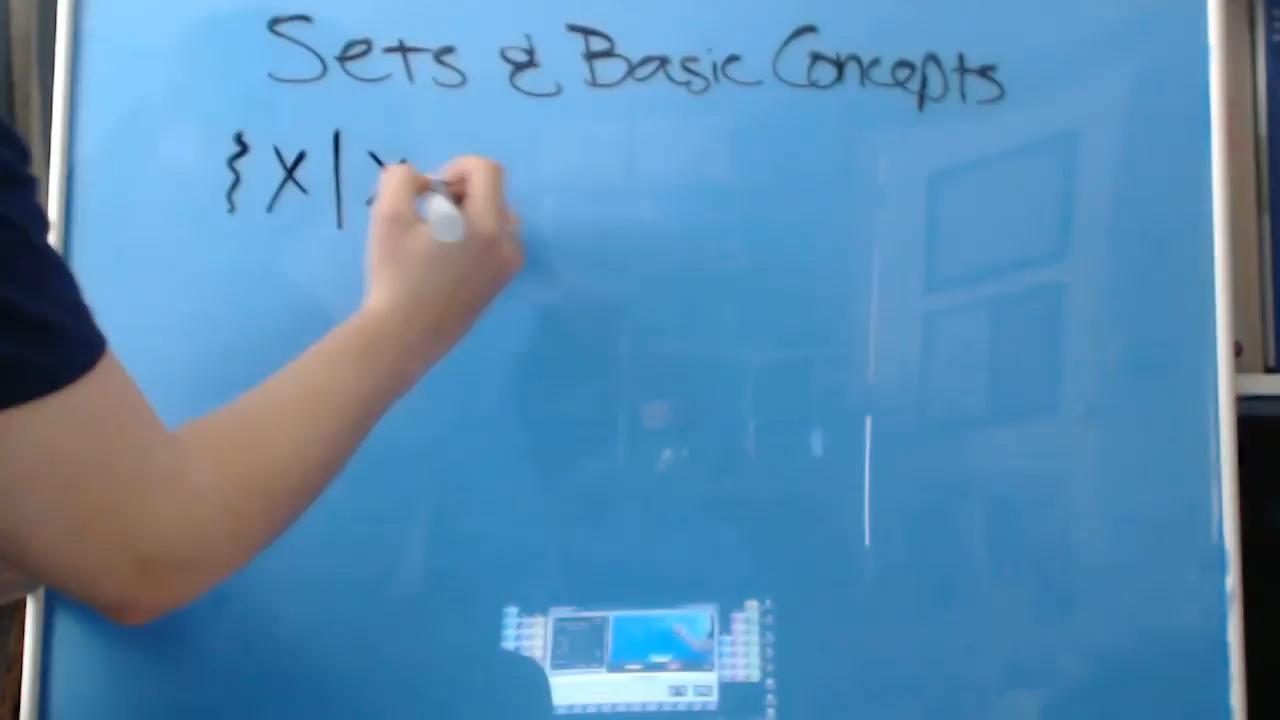 Sets & Basic Concepts
{ x | x